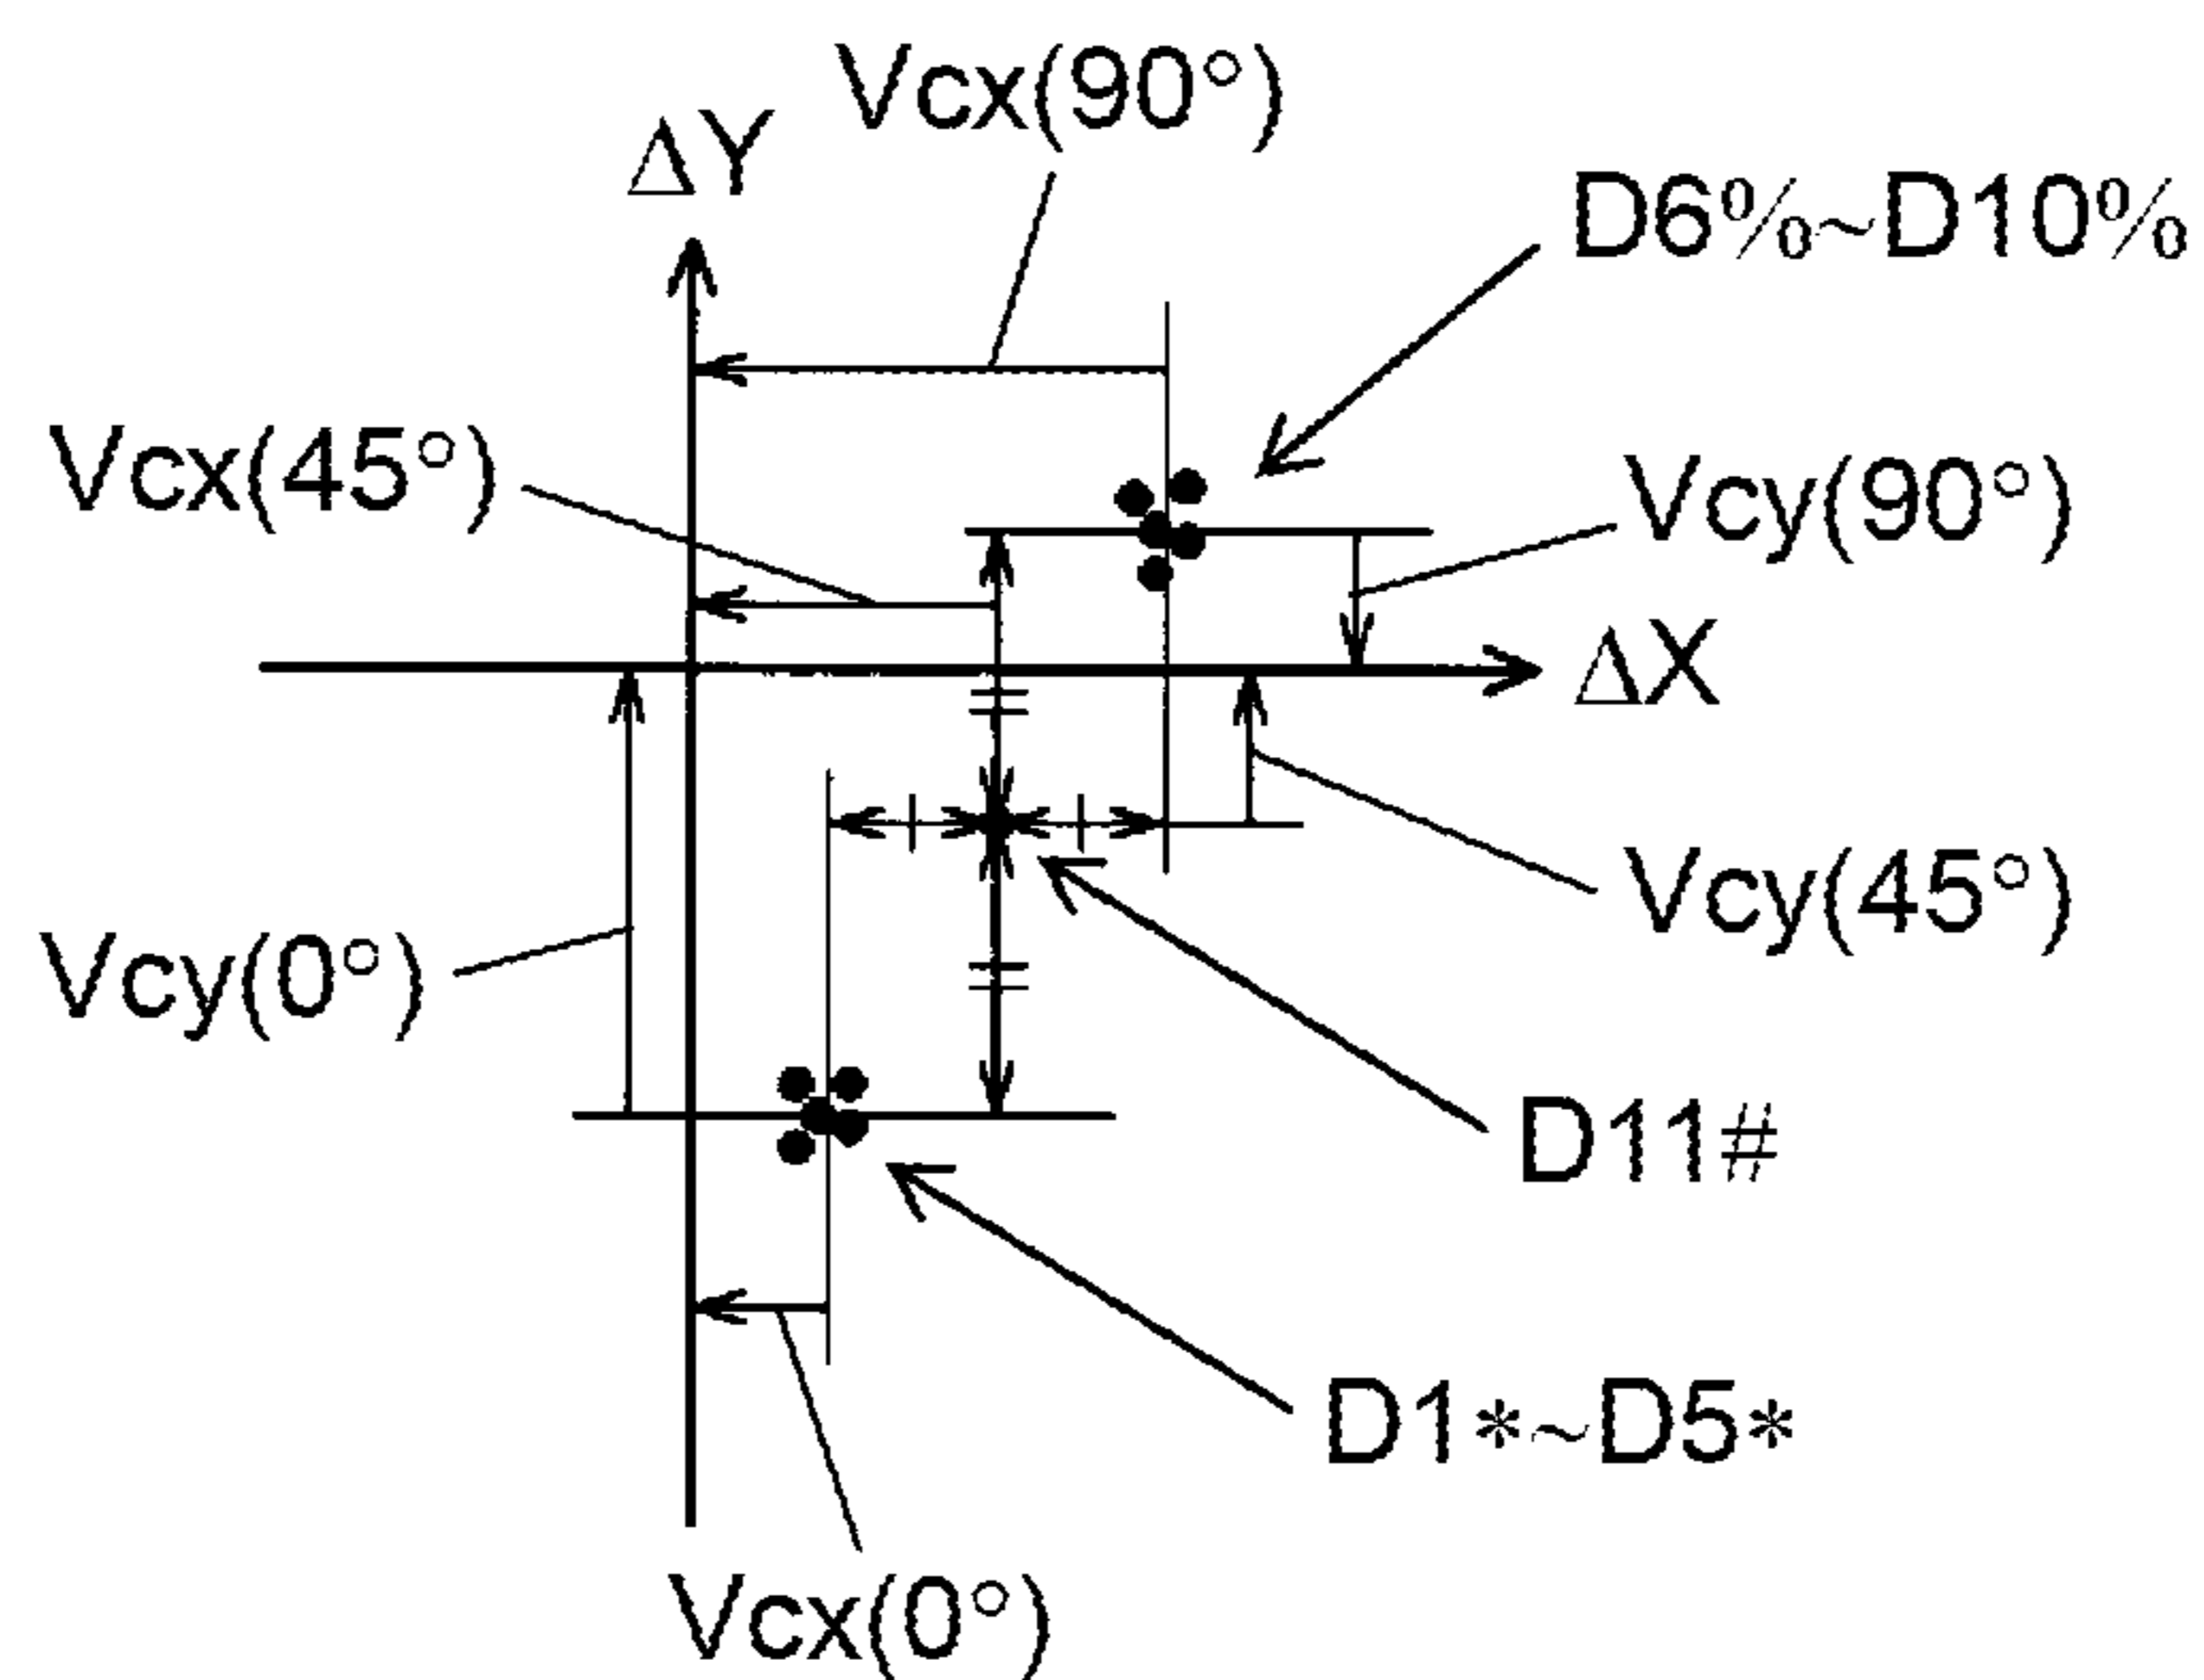 Vcx(90°)
ΔY
D6%~D10%
Vcx(45°)
Vcy(90°)
ΔX
Vcy(45°)
Vcy(0°)
D11#
D1*~D5*
Vcx(0°)